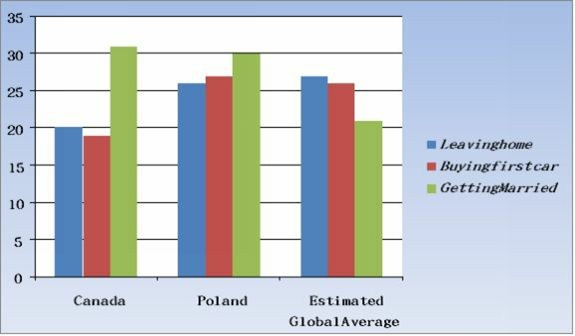 35
30
25
20
15
10
5
0
Canada
Poland
Estimated
GlobalAverage
Leavinghome
Buyingfirstcar
GettingMarried